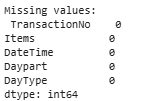 Missing values:
TransactionNo 0
Items 0
DateTime 0
Daypart 0
DayType 0
dtype: int64